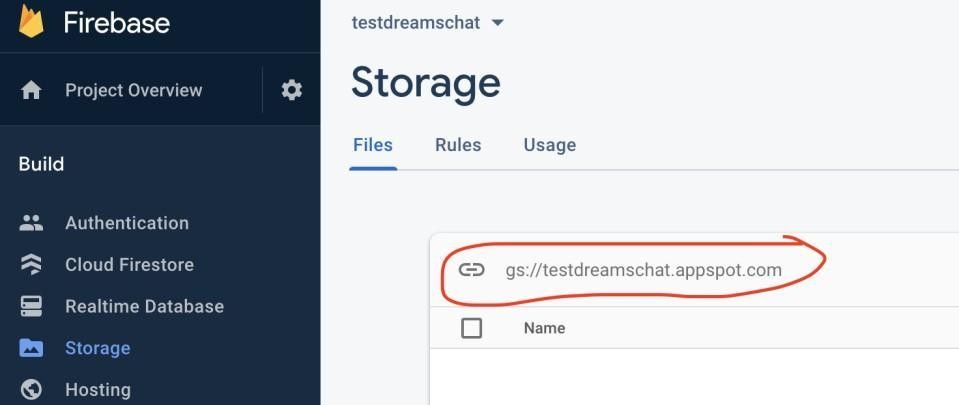 Firebase
testdreamschat
Project Overview
Storage
Files Rules Usage
Build
Authentication
Cloud Firestore
Realtime Database
Storage
Hosting
gs://testdreamschat.appspot.com
Name